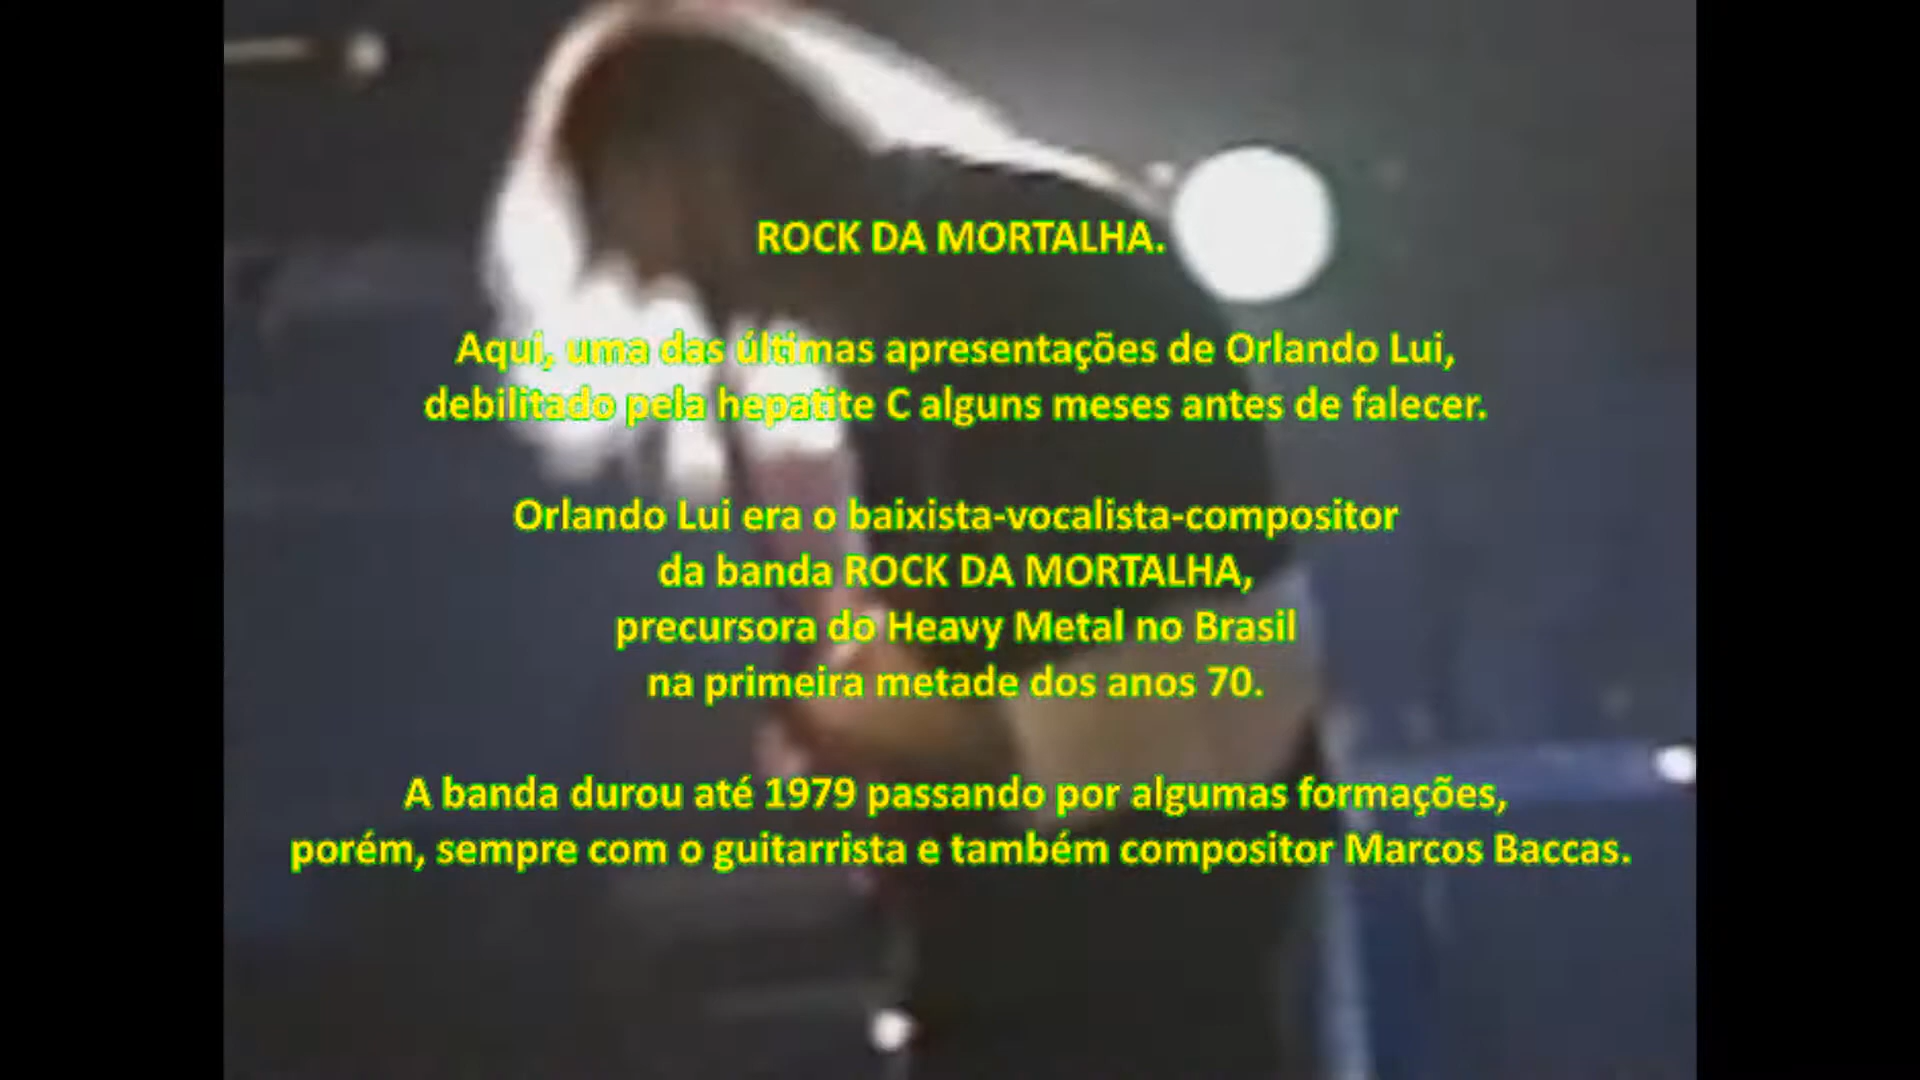 ROCK DA MORTALHA.
Aqui, uma das últimas apresentações de Orlando Lui,
debilitado pela hepatite C alguns meses antes de falecer.
Orlando Lui era o baixista-vocalista-compositor
da banda ROCK DA MORTALHA,
precursora do Heavy Metal no Brasil
na primeira metade dos anos 70.
A banda durou até 1979 passando por algumas formações,
porém, sempre com o guitarrista e também compositor Marcos Baccas.